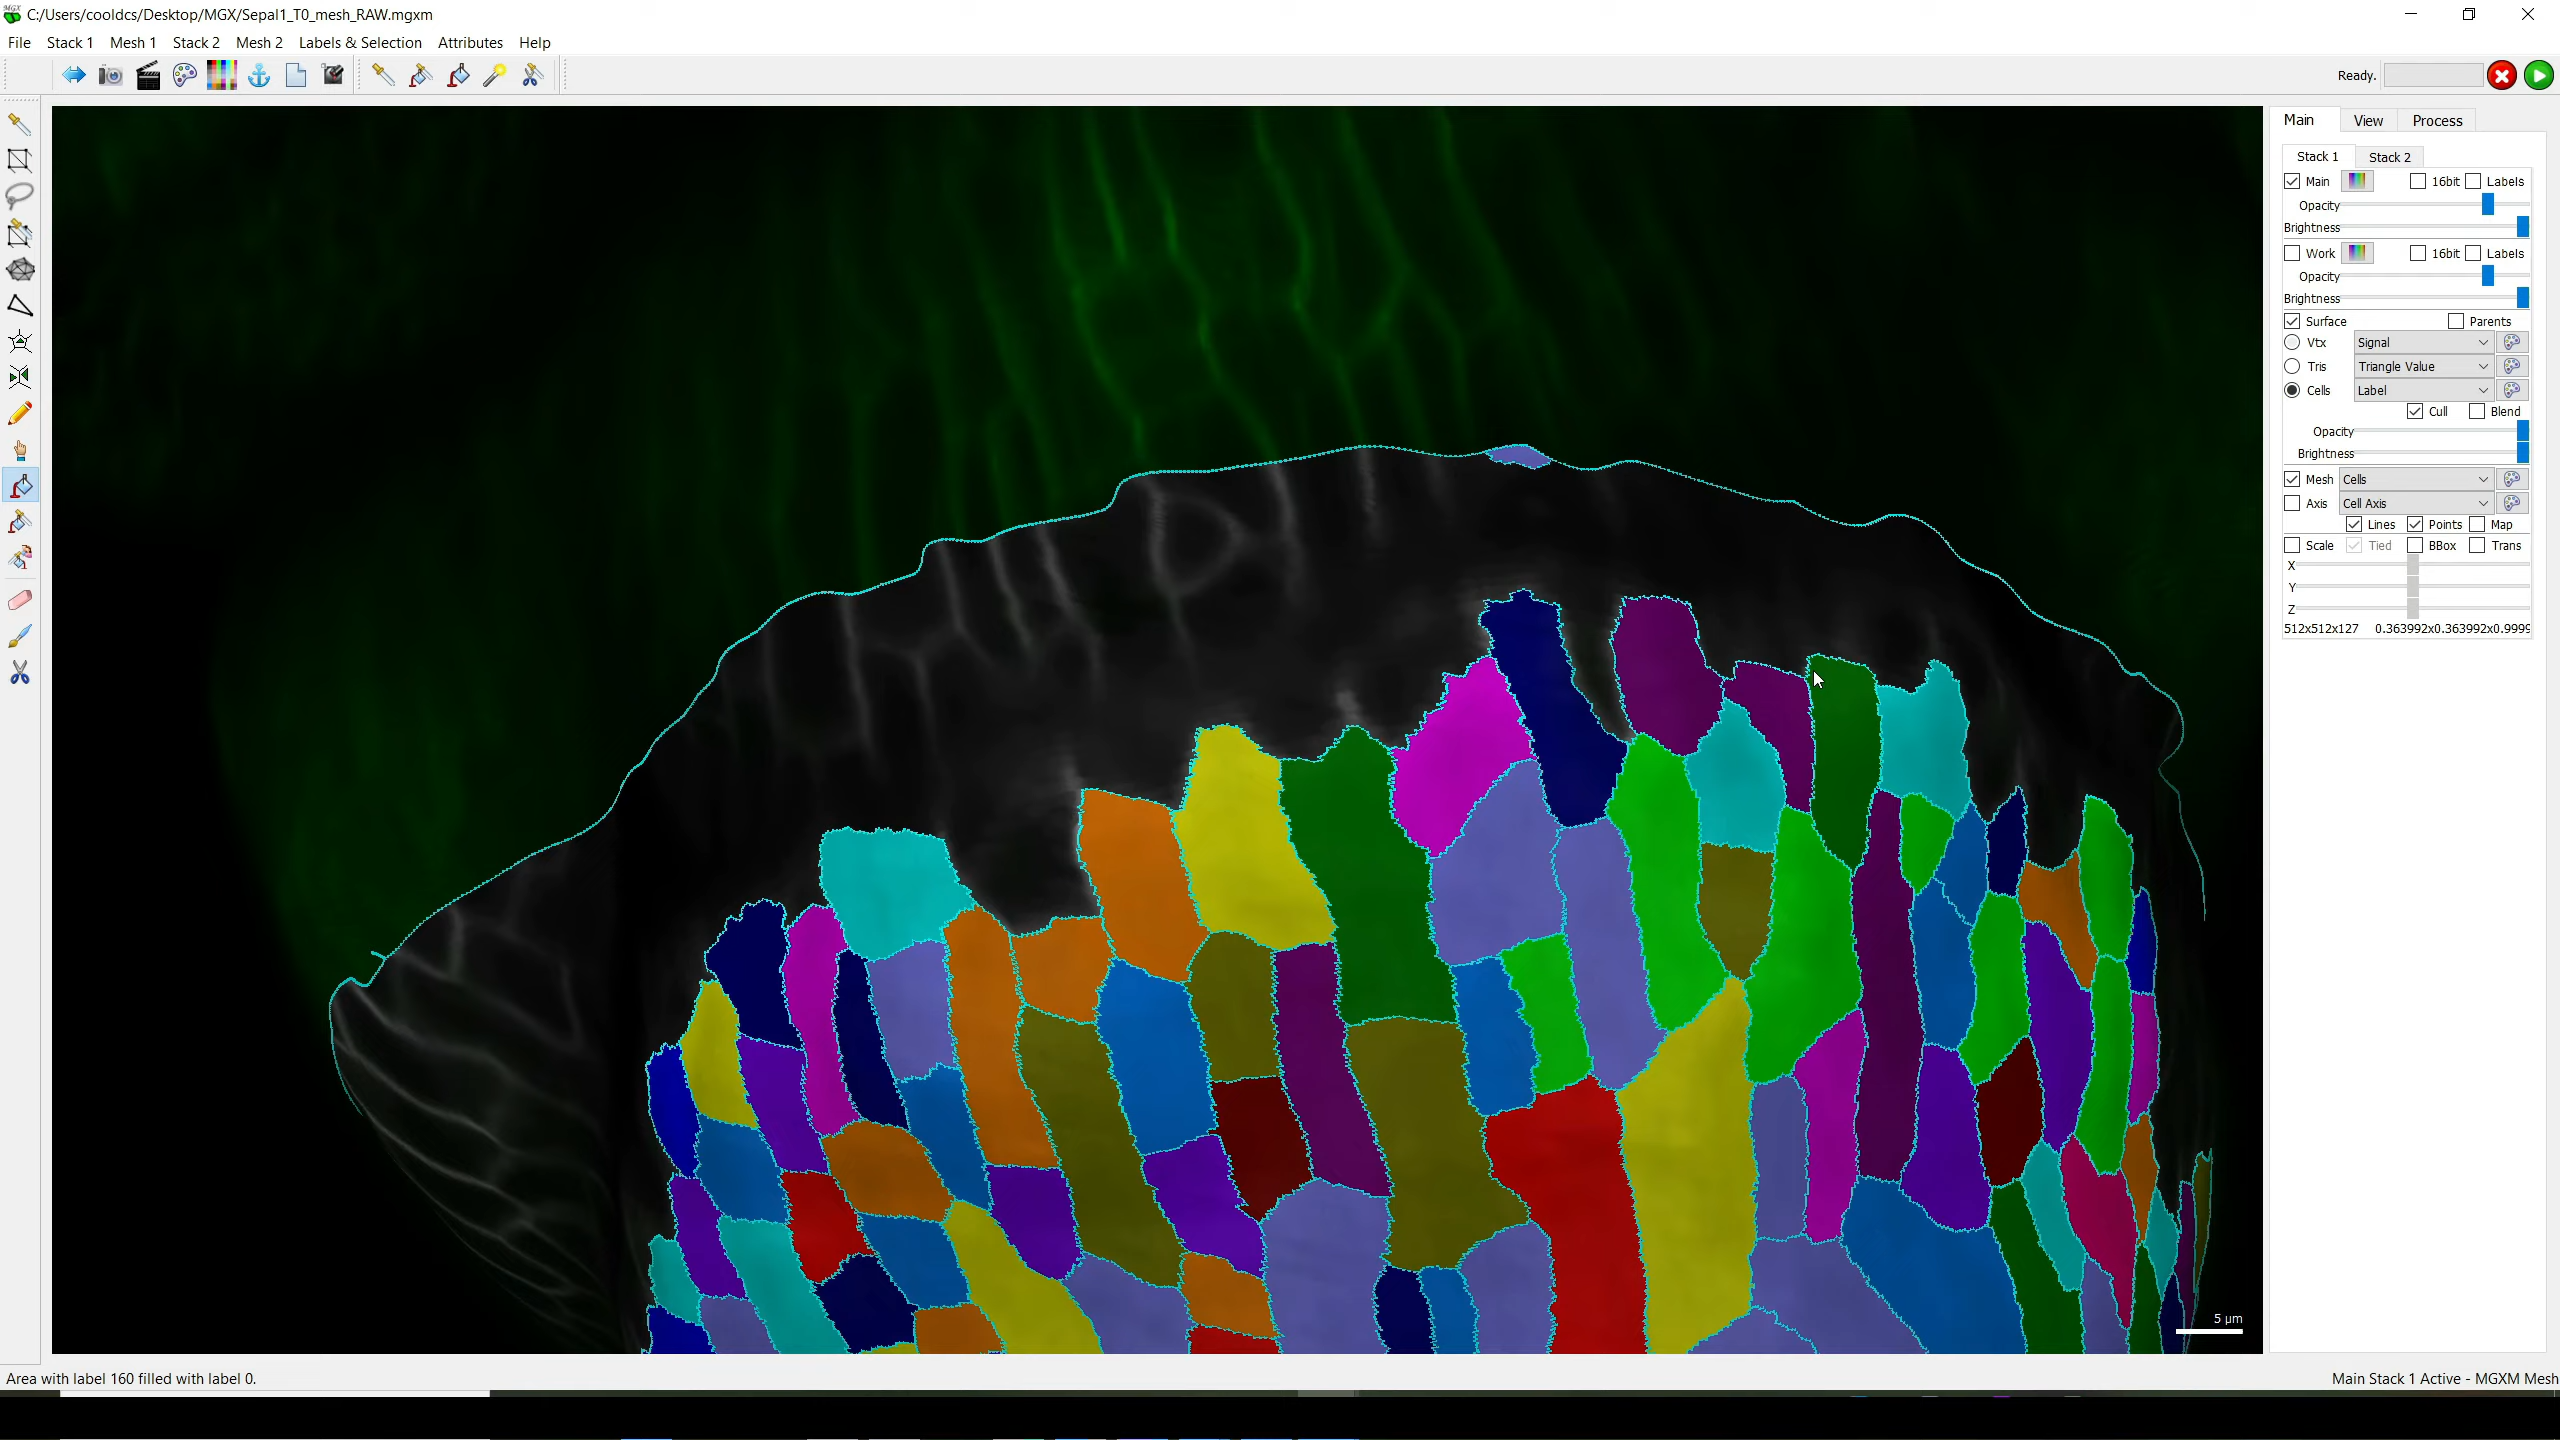 C:/Users/cooldcs/Desktop/MGX/Sepal1_T0_mesh_RAW.mgxm
File Stack 1 Mesh 1 Stack 2 Mesh 2 Labels & Selection Attributes Help
Ready.
Main View Process
Stack 1 Stack 2
Main 16bit Labels
Opacity
Brightness
Work 16bit Labels
Opacity
Brightness
Surface Parents
Vtx Signal
Tris Triangle Value
Cells Label
Cull Blend
Opacity
Brightness
Mesh Cells
Axis Cell Axis
Lines Points Map
Scale Tied BBox Trans
X
Y
Z
512x512x127 0.363992x0.363992x0.9999
5 µm
Area with label 160 filled with label 0.
Main Stack 1 Active - MGXM Mesh